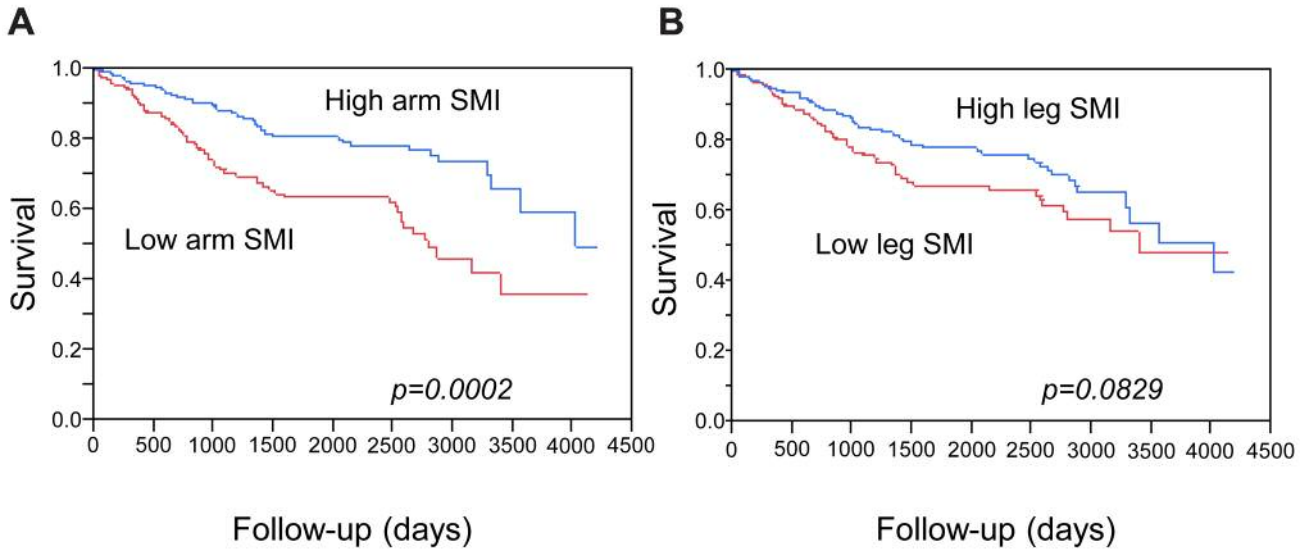 A
1.0
0.8
0.6
0.4
0.2
0.0
Survival
High arm SMI
Low arm SMI
p=0.0002
0 500 1000 1500 2000 2500 3000 3500 4000 4500
Follow-up (days)
B
1.0
0.8
0.6
0.4
0.2
0.0
Survival
High leg SMI
Low leg SMI
p=0.0829
0 500 1000 1500 2000 2500 3000 3500 4000 4500
Follow-up (days)